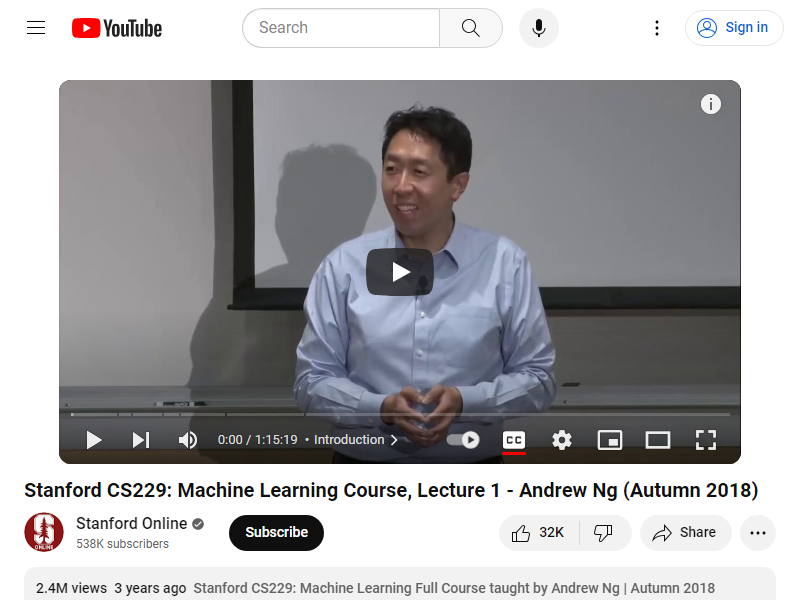 YouTube
Search
Sign in
0:00 / 1:15:19 • Introduction
CC
Stanford CS229: Machine Learning Course, Lecture 1 - Andrew Ng (Autumn 2018)
S
ONLINE
Stanford Online
538K subscribers
Subscribe
32K
Share
2.4M views 3 years ago Stanford CS229: Machine Learning Full Course taught by Andrew Ng | Autumn 2018